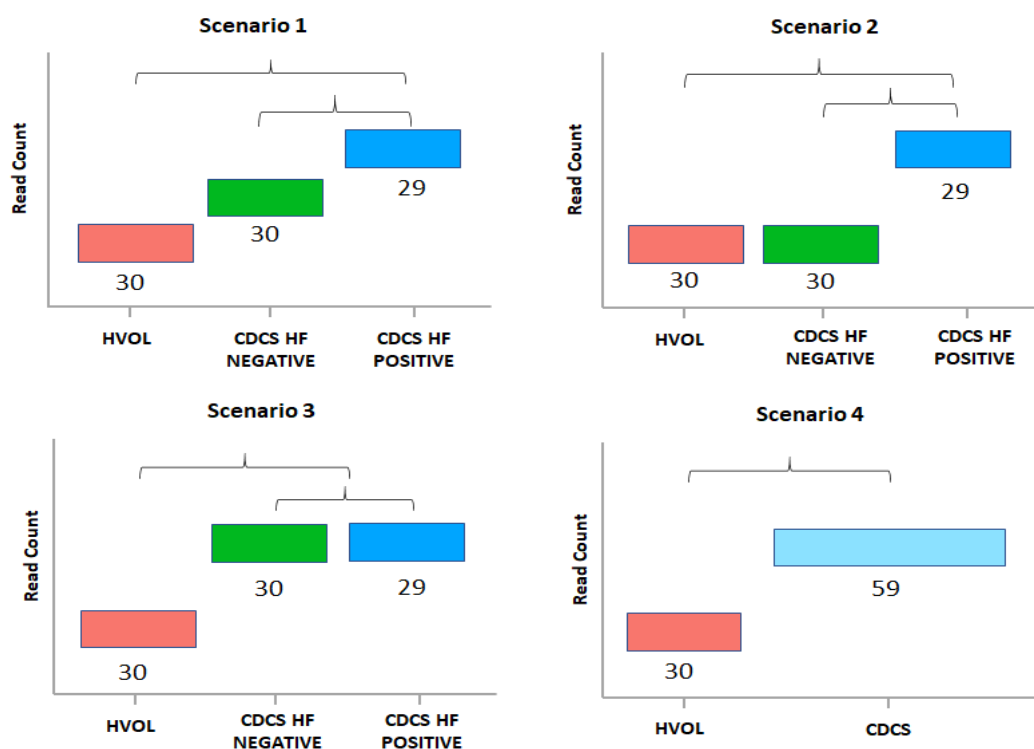 Scenario 1
Read Count
29
30
30
HVOL
CDCS HF
NEGATIVE
CDCS HF
POSITIVE
Scenario 2
Read Count
29
30
30
HVOL
CDCS HF
NEGATIVE
CDCS HF
POSITIVE
Scenario 3
Read Count
30
29
30
HVOL
CDCS HF
NEGATIVE
CDCS HF
POSITIVE
Scenario 4
Read Count
59
30
HVOL
CDCS